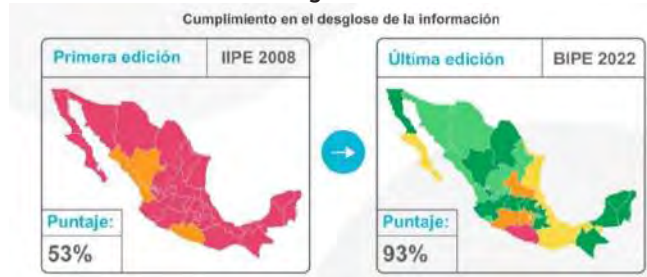 Cumplimiento en el desglose de la información
Primera edición
IIPE 2008
Puntaje:
53%
Última edición
BIPE 2022
Puntaje:
93%